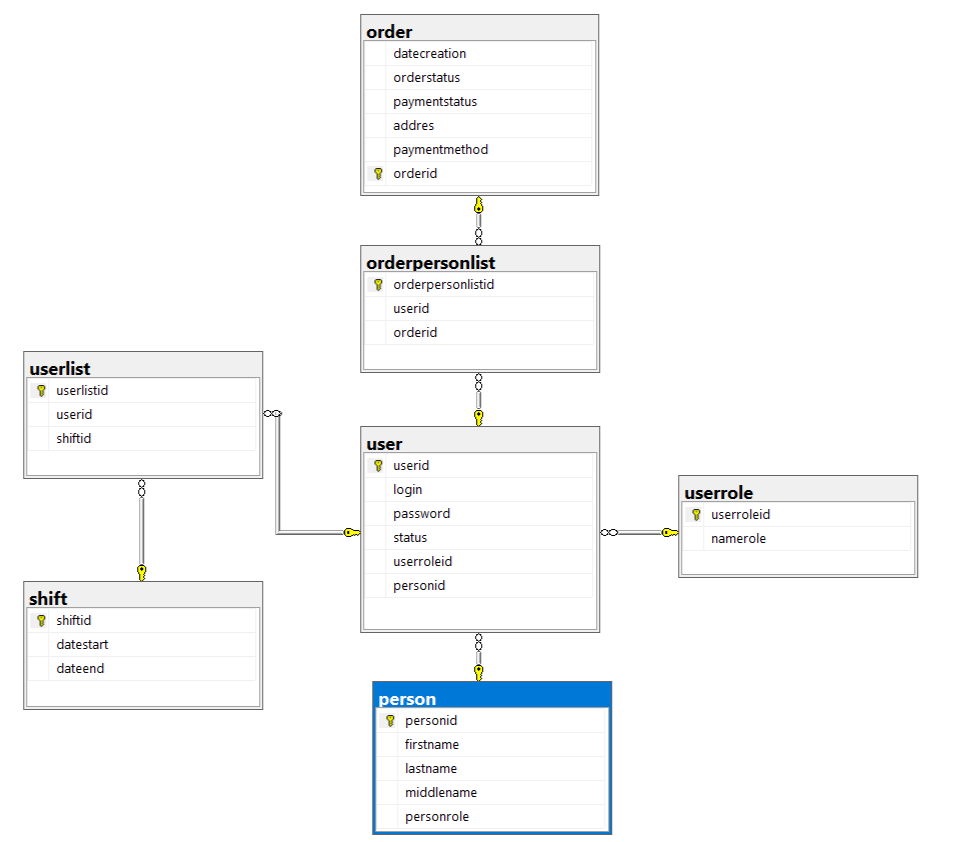 order
datecreation
orderstatus
paymentstatus
addres
paymentmethod
orderid
orderpersonlist
orderpersonlistid
userid
orderid
userlist
userlistid
userid
shiftid
user
userid
login
password
status
userroleid
personid
userrole
userroleid
namerole
shift
shiftid
datestart
dateend
person
personid
firstname
lastname
middlename
personrole